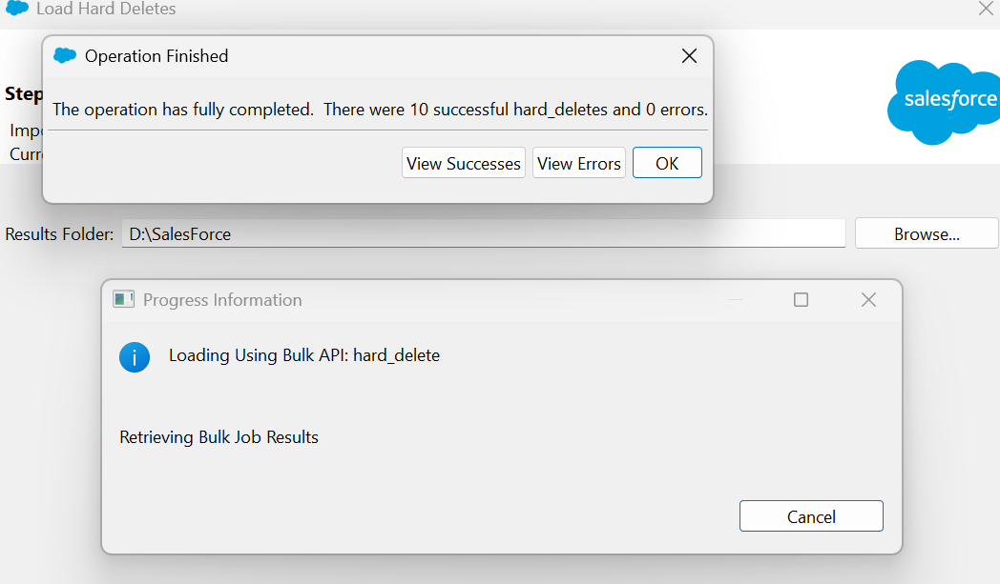 Load Hard Deletes
Operation Finished
Step
The operation has fully completed.  There were 10 successful hard_deletes and 0 errors.
salesforce
Impo
Curr
View Successes View Errors OK
Results Folder: D:\SalesForce Browse...
Progress Information
i
Loading Using Bulk API: hard_delete
Retrieving Bulk Job Results
Cancel